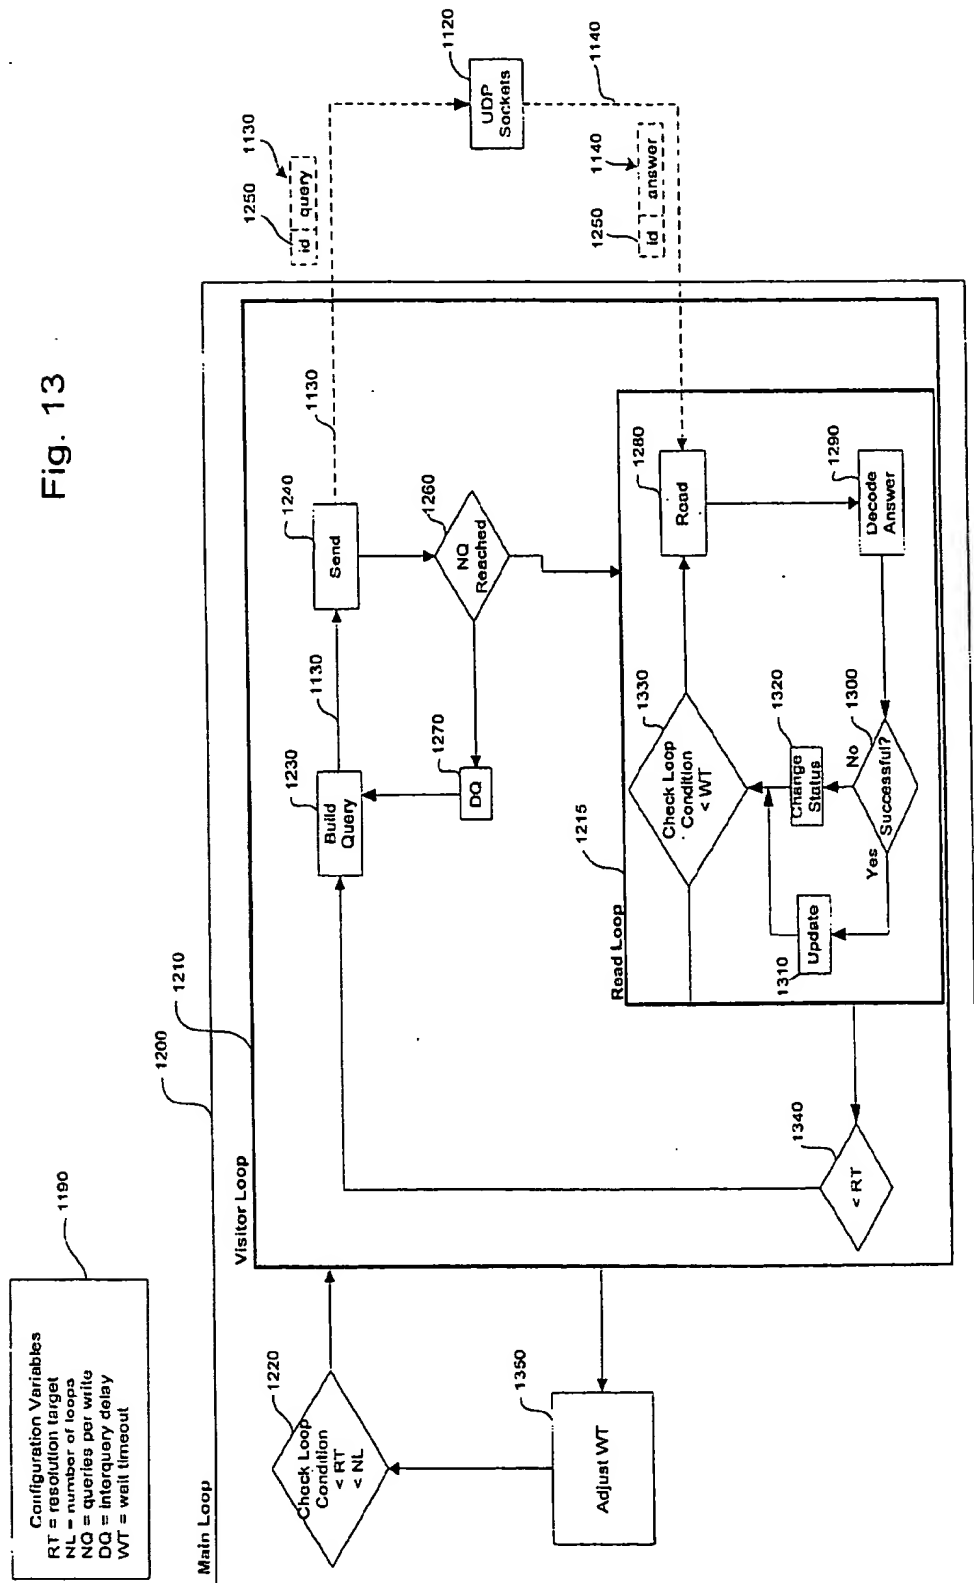 Fig. 13
Configuration Variables
RT = resolution target
NL = number of loops
NQ = queries per write
DQ = interquery delay
WT = wait timeout
1190
Main Loop
1200
Visitor Loop
1210
Check Loop
Condition
< RT
< NL
1220
Adjust WT
1350
Build
Query
1230
1130
Send
1240
1130
id
query
1250
1130
UDP
Sockets
1120
1140
id
answer
1250
1140
NQ
Reached
1260
DQ
1270
Read Loop
1215
Check Loop
Condition
< WT
1330
Read
1280
Decode
Answer
1290
Successful?
1300
No
Yes
Change
Status
1320
Update
1310
< RT
1340